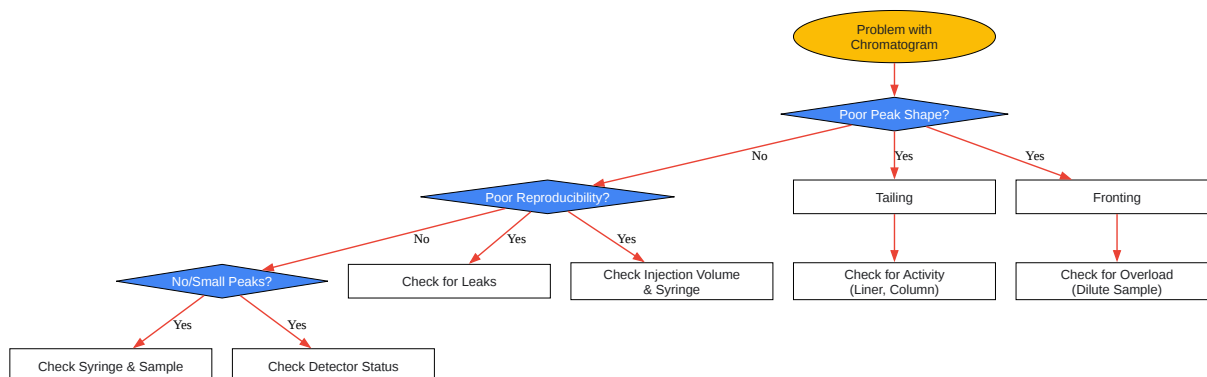 Problem with
Chromatogram
Poor Peak Shape?
No
Yes
Yes
Poor Reproducibility?
Tailing
Fronting
No
Yes
Yes
No/Small Peaks?
Check for Leaks
Check Injection Volume
& Syringe
Check for Activity
(Liner, Column)
Check for Overload
(Dilute Sample)
Yes
Yes
Check Syringe & Sample
Check Detector Status